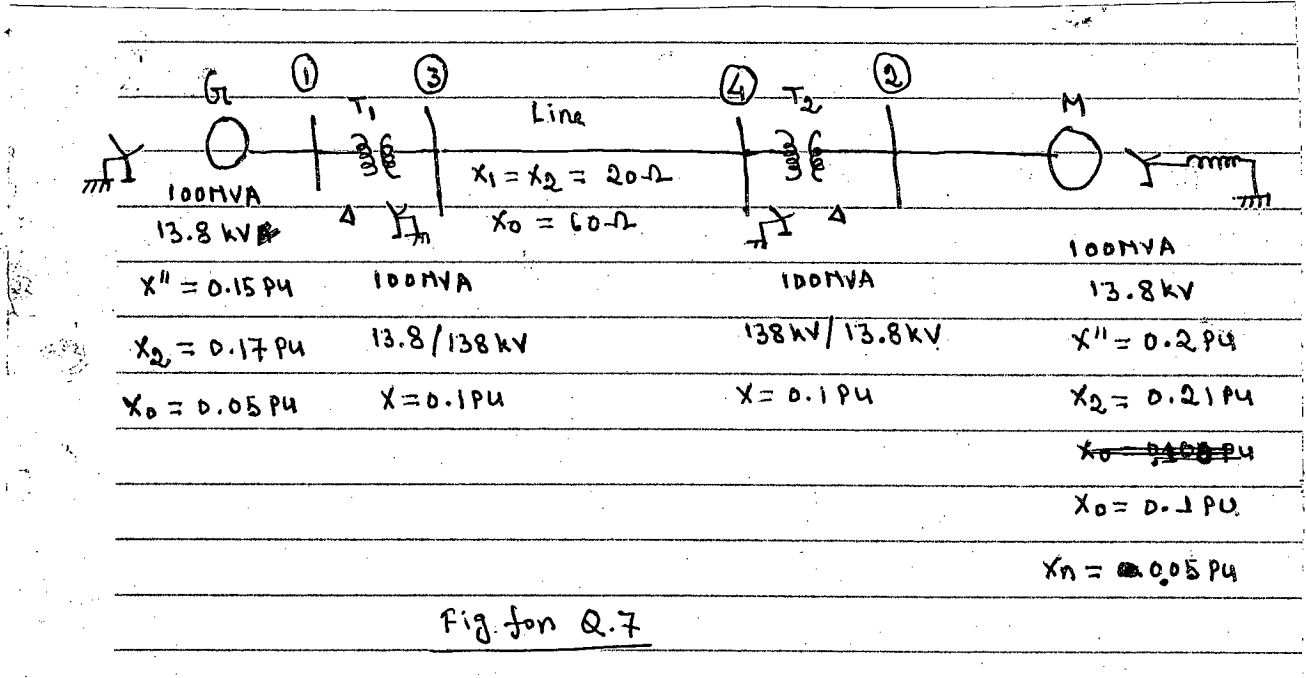 G ① T₁ ③ Line ④ T₂ ② M
X₁ = X₂ = 20Ω
X₀ = 60Ω
Δ Δ
100MVA
13.8 kV
X" = 0.15 PU
X₂ = 0.17 PU
X₀ = 0.05 PU
100MVA
13.8/138 kV
X = 0.1 PU
100MVA
138 kV/13.8 kV
X = 0.1 PU
100MVA
13.8 kV
X" = 0.2 PU
X₂ = 0.21 PU
X₀ = 0.1 PU.
Xn = 0.05 PU
Fig. fon Q.7